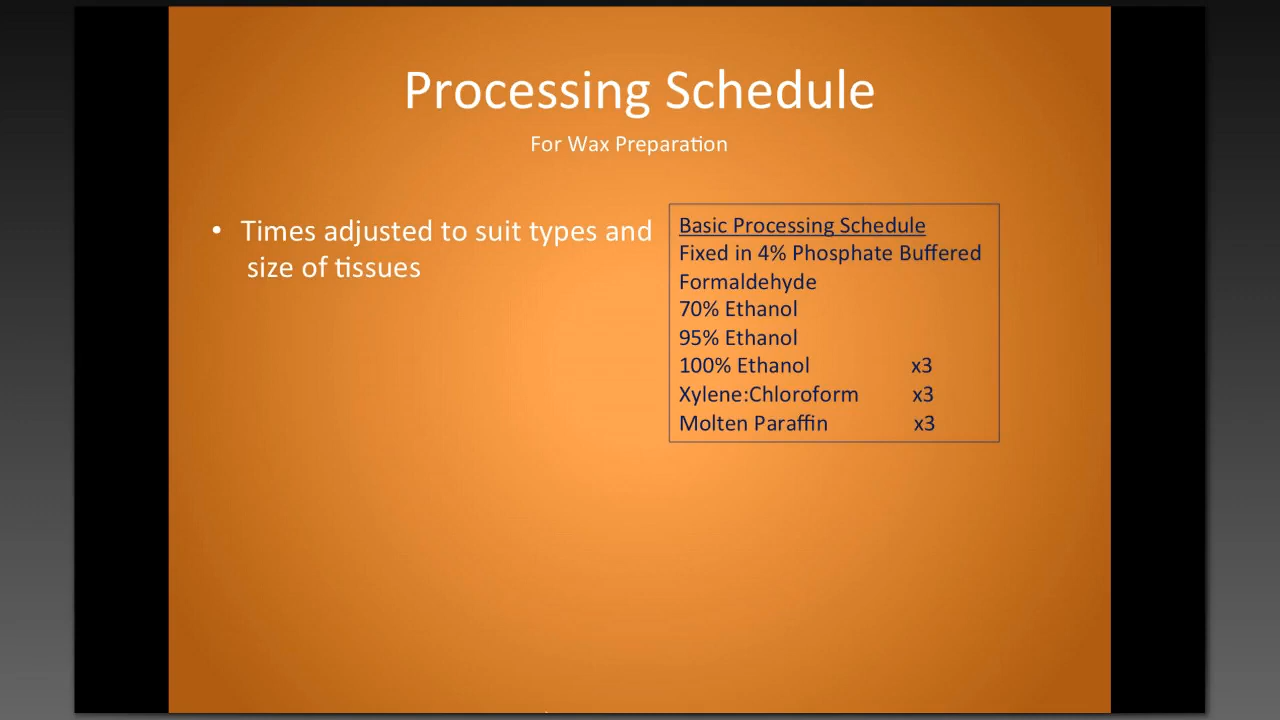 Processing Schedule
For Wax Preparation
• Times adjusted to suit types and
size of tissues
Basic Processing Schedule
Fixed in 4% Phosphate Buffered
Formaldehyde
70% Ethanol
95% Ethanol
100% Ethanol x3
Xylene:Chloroform x3
Molten Paraffin x3